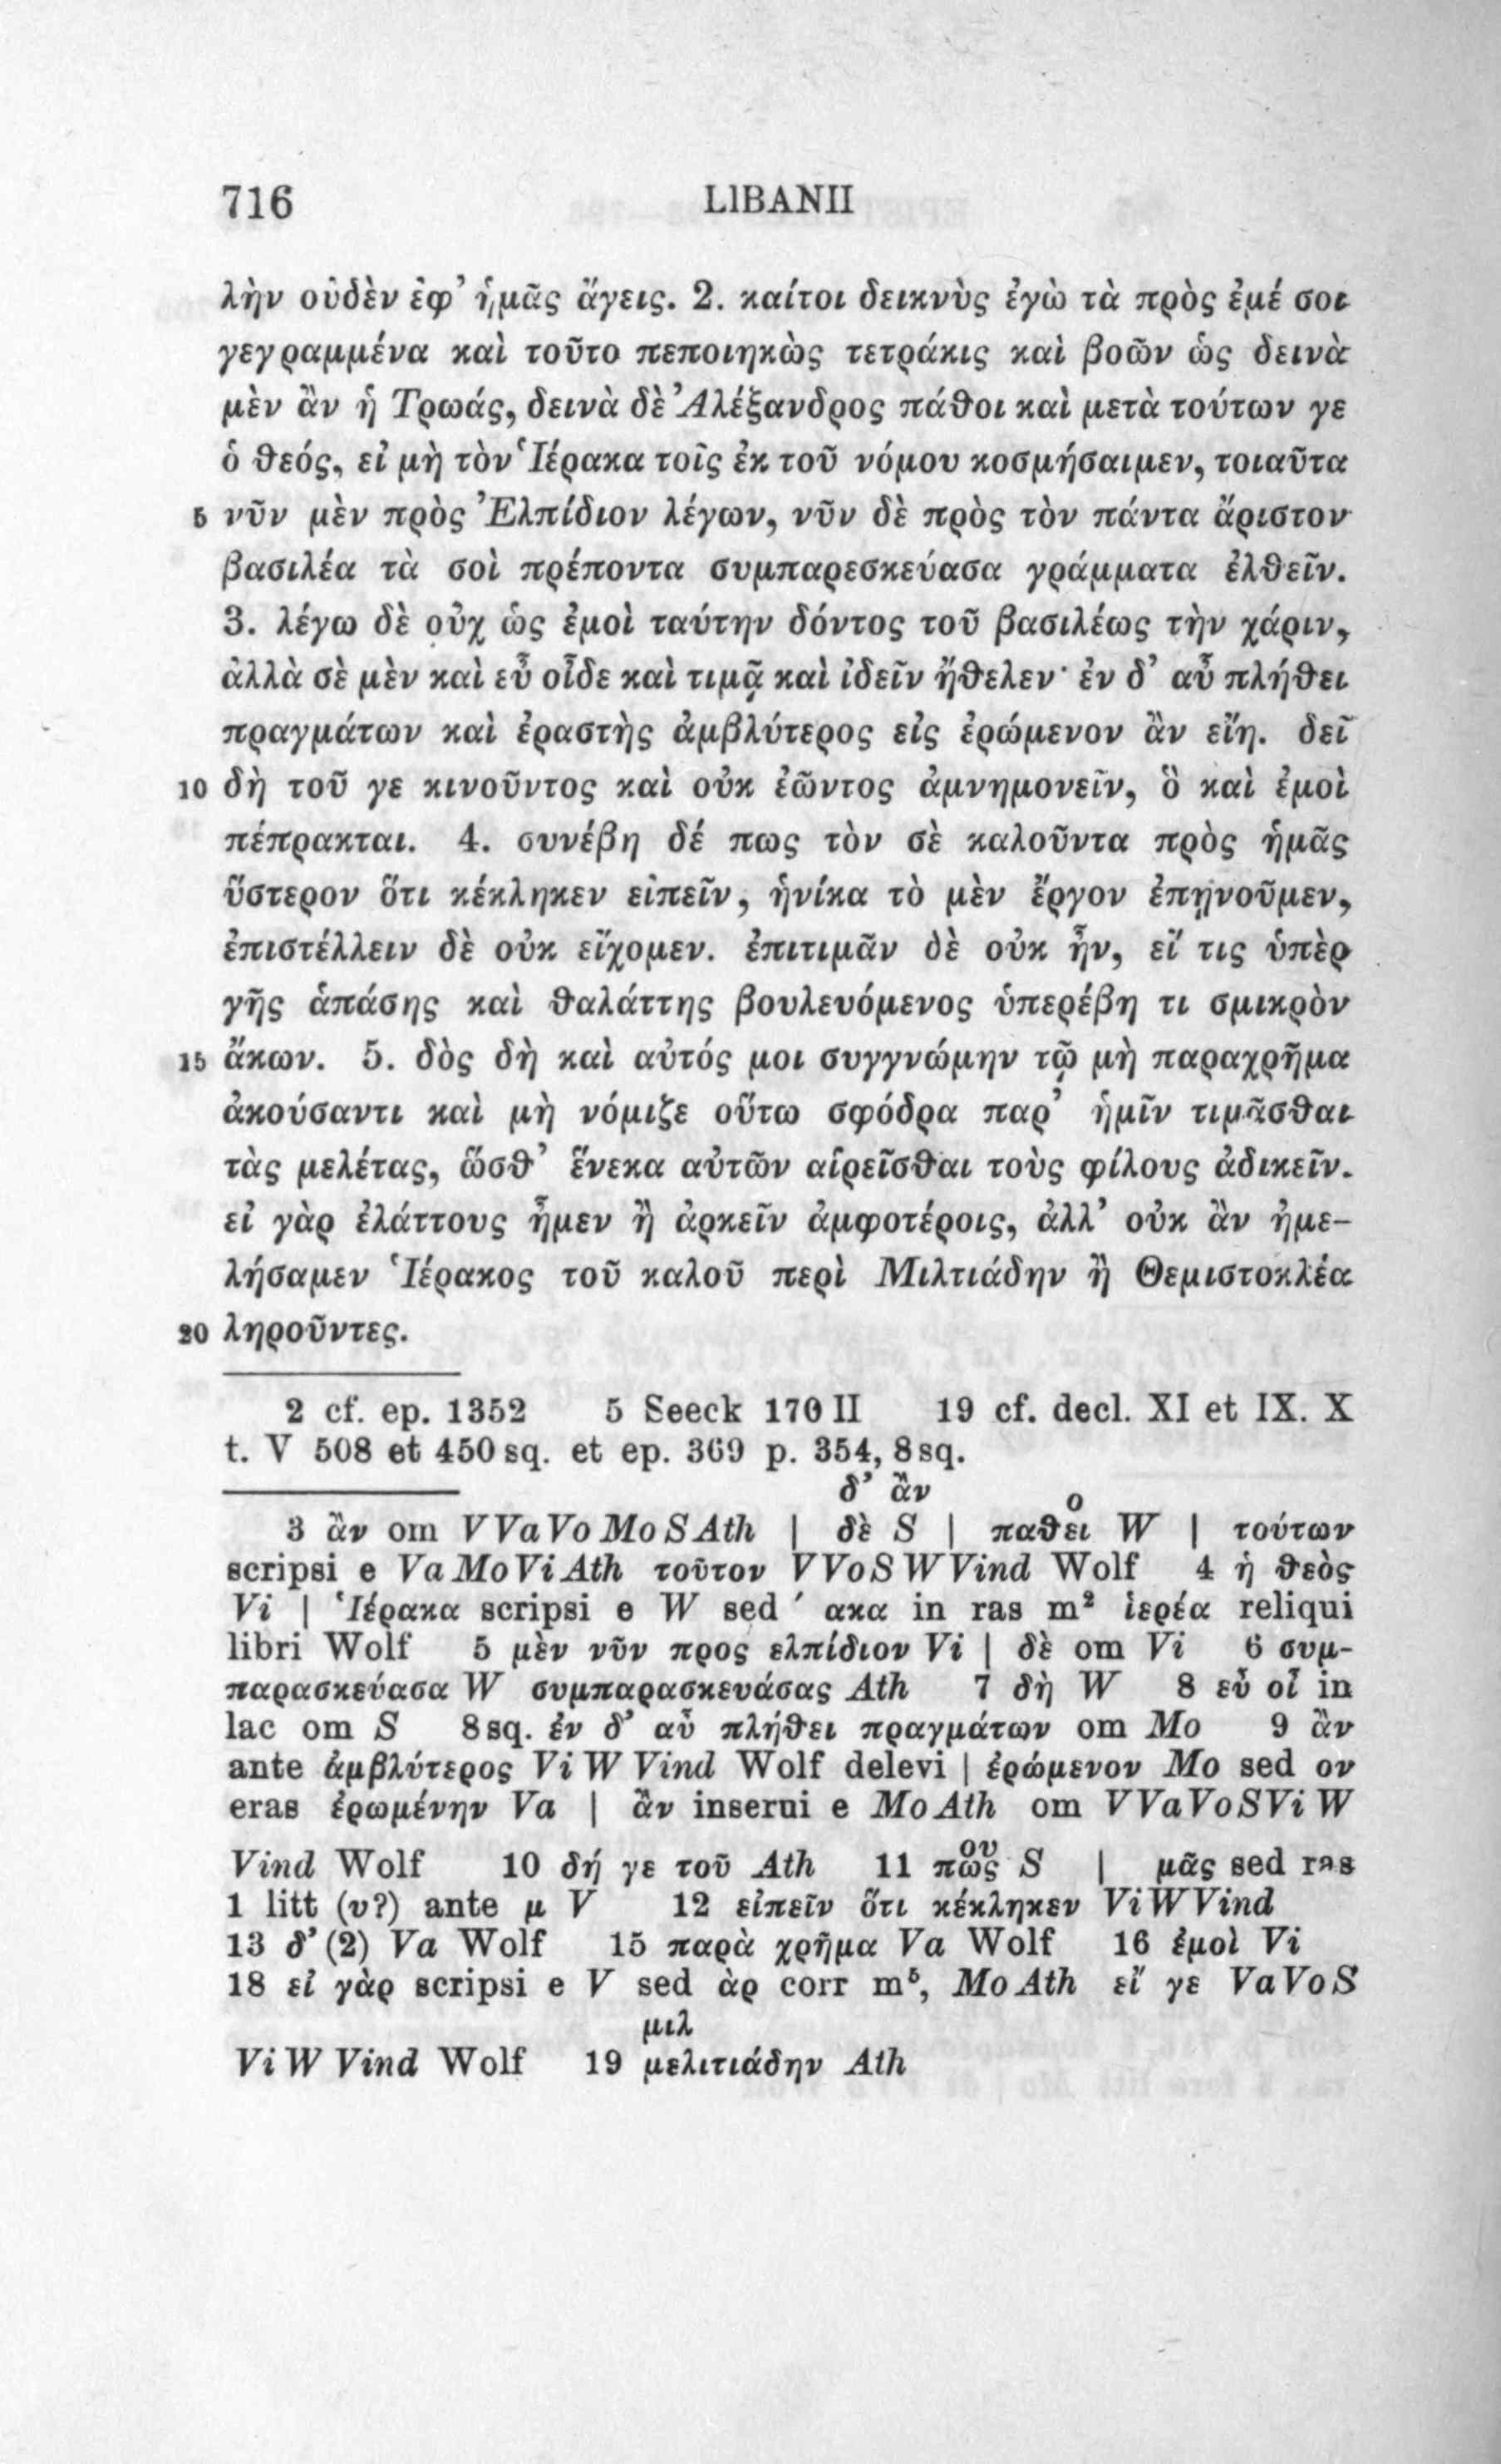 716 LIBANII
λὴν οὐδὲν ἐφ’ ἡμᾶς ἄγεις. 2. καίτοι δεικνὺς ἐγὼ τὰ πρὸς ἐμέ σοι
γεγραμμένα καὶ τοῦτο πεποιηκὼς τετράκις καὶ βοῶν ὡς δεινὰ
μὲν ἂν ἡ Τρωάς, δεινὰ δὲ Ἀλέξανδρος πάθοι καὶ μετὰ τούτων γε
ὁ θεός, εἰ μὴ τὸν Ἱέρακα τοῖς ἐκ τοῦ νόμου κοσμήσαιμεν, τοιαῦτα
5 νῦν μὲν πρὸς Ἐλπίδιον λέγων, νῦν δὲ πρὸς τὸν πάντα ἄριστον
βασιλέα τὰ σοὶ πρέποντα συμπαρεσκεύασα γράμματα ἐλθεῖν.
3. λέγω δὲ οὐχ ὡς ἐμοὶ ταύτην δόντος τοῦ βασιλέως τὴν χάριν,
ἀλλὰ σὲ μὲν καὶ εὖ οἶδε καὶ τιμᾷ καὶ ἰδεῖν ἤθελεν· ἐν δ’ αὖ πλήθει
πραγμάτων καὶ ἐραστὴς ἀμβλύτερος εἰς ἐρώμενον ἂν εἴη. δεῖ
10 δὴ τοῦ γε κινοῦντος καὶ οὐκ ἐῶντος ἀμνημονεῖν, ὃ καὶ ἐμοὶ
πέπρακται. 4. συνέβη δέ πως τὸν σὲ καλοῦντα πρὸς ἡμᾶς
ὕστερον ὅτι κέκληκεν εἰπεῖν, ἡνίκα τὸ μὲν ἔργον ἐπῃνοῦμεν,
ἐπιστέλλειν δὲ οὐκ εἴχομεν. ἐπιτιμᾶν δὲ οὐκ ἦν, εἴ τις ὑπὲρ
γῆς ἁπάσης καὶ θαλάττης βουλευόμενος ὑπερέβη τι σμικρὸν
15 ἄκων. 5. δὸς δὴ καὶ αὐτός μοι συγγνώμην τῷ μὴ παραχρῆμα
ἀκούσαντι καὶ μὴ νόμιζε οὕτω σφόδρα παρ’ ἡμῖν τιμᾶσθαι
τὰς μελέτας, ὥσθ’ ἕνεκα αὐτῶν αἱρεῖσθαι τοὺς φίλους ἀδικεῖν.
εἰ γὰρ ἐλάττους ἦμεν ἢ ἀρκεῖν ἀμφοτέροις, ἀλλ’ οὐκ ἂν ἠμε-
λήσαμεν Ἱέρακος τοῦ καλοῦ περὶ Μιλτιάδην ἢ Θεμιστοκλέα
20 ληροῦντες.
2 cf. ep. 1352 5 Seeck 170 II 19 cf. decl. XI et IX. X
t. V 508 et 450 sq. et ep. 369 p. 354, 8 sq.
δ’ ἂν ο
3 ἂν om V Va Vo Mo S Ath | δὲ S | παθει W | τούτων
scripsi e Va Mo Vi Ath τοῦτον V Vo S W Vind Wolf 4 ἡ θεὸς
Vi | Ἱέρακα scripsi e W sed ´ ακα in ras m² ἱερέα reliqui
libri Wolf 5 μὲν νῦν προς ελπίδιον Vi | δὲ om Vi 6 συμ-
παρασκεύασα W συμπαρασκευάσας Ath 7 δὴ W 8 εὖ οἶ in
lac om S 8 sq. ἐν δ’ αὖ πλήθει πραγμάτων om Mo 9 ἂν
ante ἀμβλύτερος Vi W Vind Wolf delevi | ἐρώμενον Mo sed ον
eras ἐρωμένην Va | ἂν inserui e Mo Ath om V Va Vo S Vi W
ου
Vind Wolf 10 δή γε τοῦ Ath 11 πῶς S | μᾶς sed ras
1 litt (υ?) ante μ V 12 εἰπεῖν ὅτι κέκληκεν Vi W Vind
13 δ’ (2) Va Wolf 15 παρὰ χρῆμα Va Wolf 16 ἐμοὶ Vi
18 εἰ γὰρ scripsi e V sed ὰρ corr m⁵, Mo Ath εἴ γε Va Vo S
μιλ
Vi W Vind Wolf 19 μελιτιάδην Ath